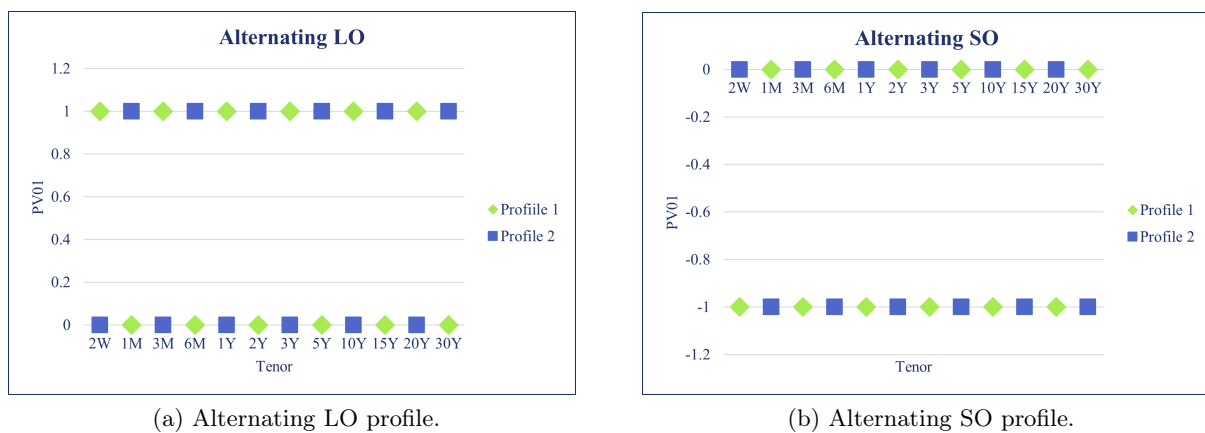 Alternating LO
1.2
1
0.8
0.6
0.4
0.2
0
PV01
2W 1M 3M 6M 1Y 2Y 3Y 5Y 10Y 15Y 20Y 30Y
Tenor
Profiile 1
Profile 2
(a) Alternating LO profile.
Alternating SO
0
2W 1M 3M 6M 1Y 2Y 3Y 5Y 10Y 15Y 20Y 30Y
-0.2
-0.4
-0.6
-0.8
-1
-1.2
PV01
Tenor
Profile 1
Profile 2
(b) Alternating SO profile.